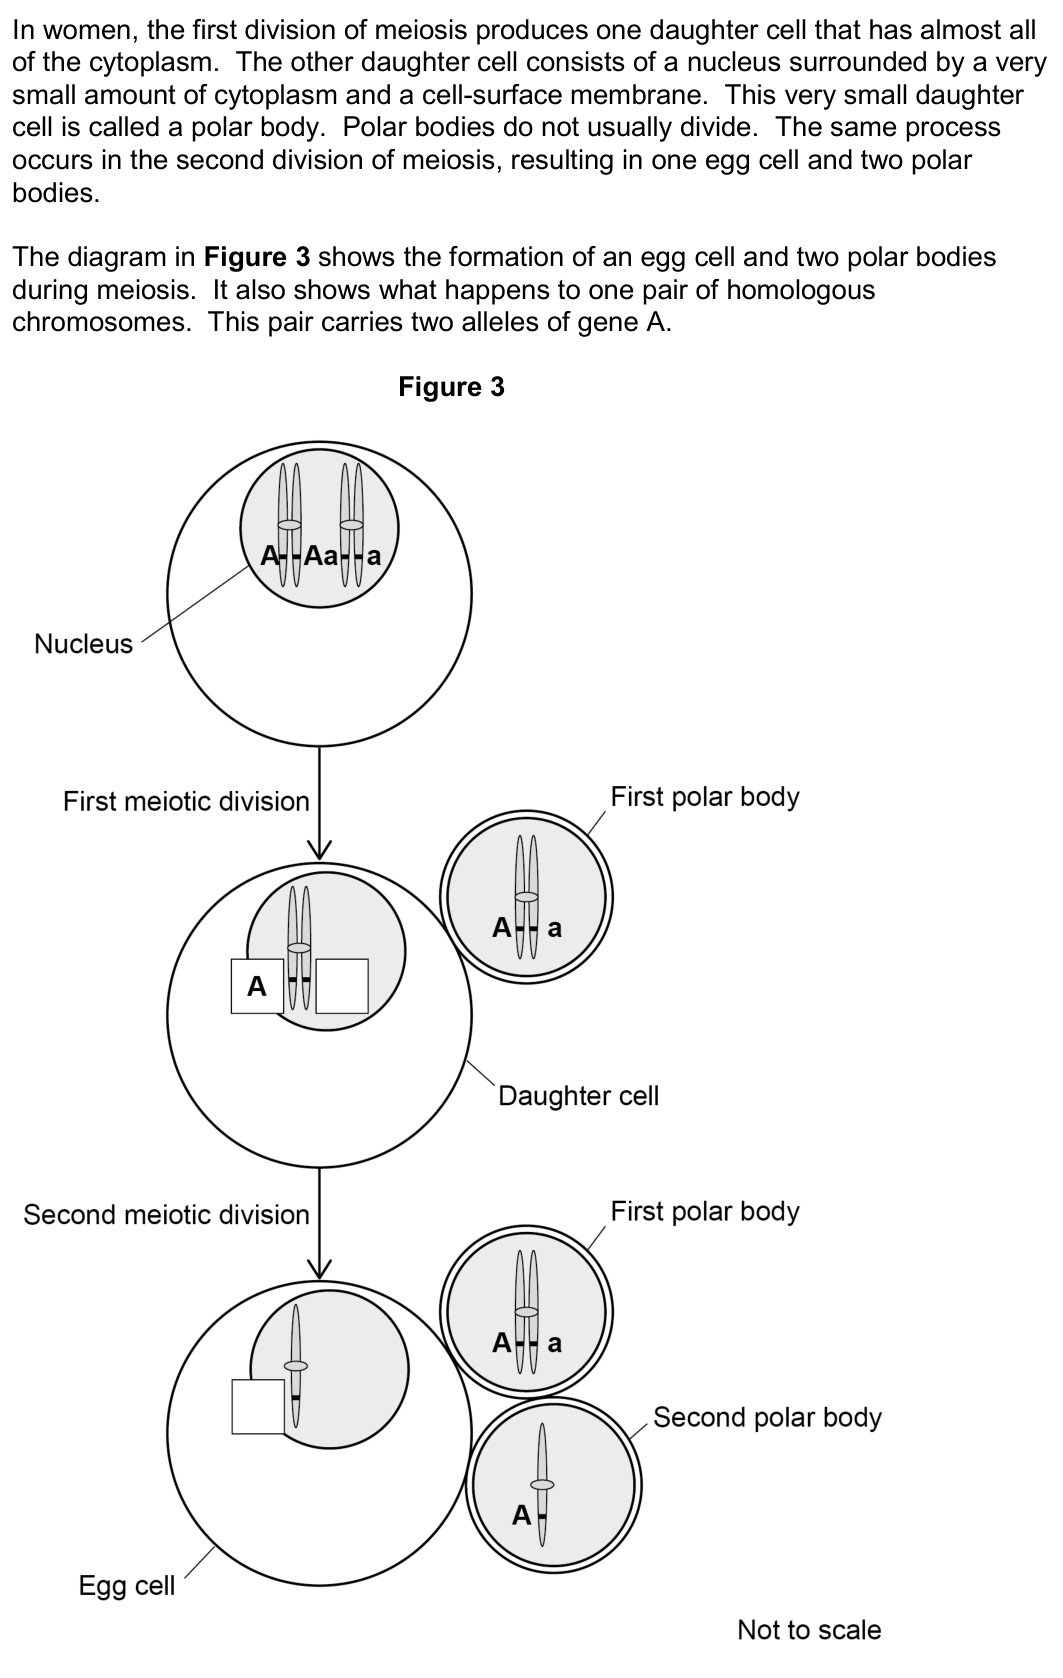 In women, the first division of meiosis produces one daughter cell that has almost all
of the cytoplasm.  The other daughter cell consists of a nucleus surrounded by a very
small amount of cytoplasm and a cell-surface membrane.  This very small daughter
cell is called a polar body.  Polar bodies do not usually divide.  The same process
occurs in the second division of meiosis, resulting in one egg cell and two polar
bodies.
The diagram in Figure 3 shows the formation of an egg cell and two polar bodies
during meiosis.  It also shows what happens to one pair of homologous
chromosomes.  This pair carries two alleles of gene A.
Figure 3
A Aa a
Nucleus
First meiotic division
First polar body
A a
A
Daughter cell
Second meiotic division
First polar body
A a
Second polar body
A
Egg cell
Not to scale